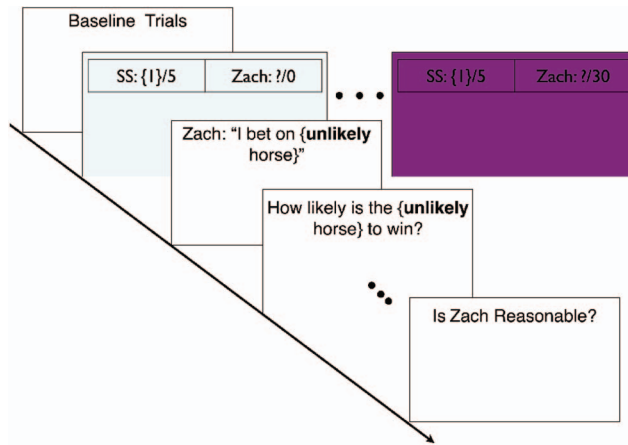 Baseline Trials
SS: {1}/5
Zach: ?/0
SS: {1}/5
Zach: ?/30
Zach: “I bet on {unlikely
horse}”
How likely is the {unlikely
horse} to win?
Is Zach Reasonable?